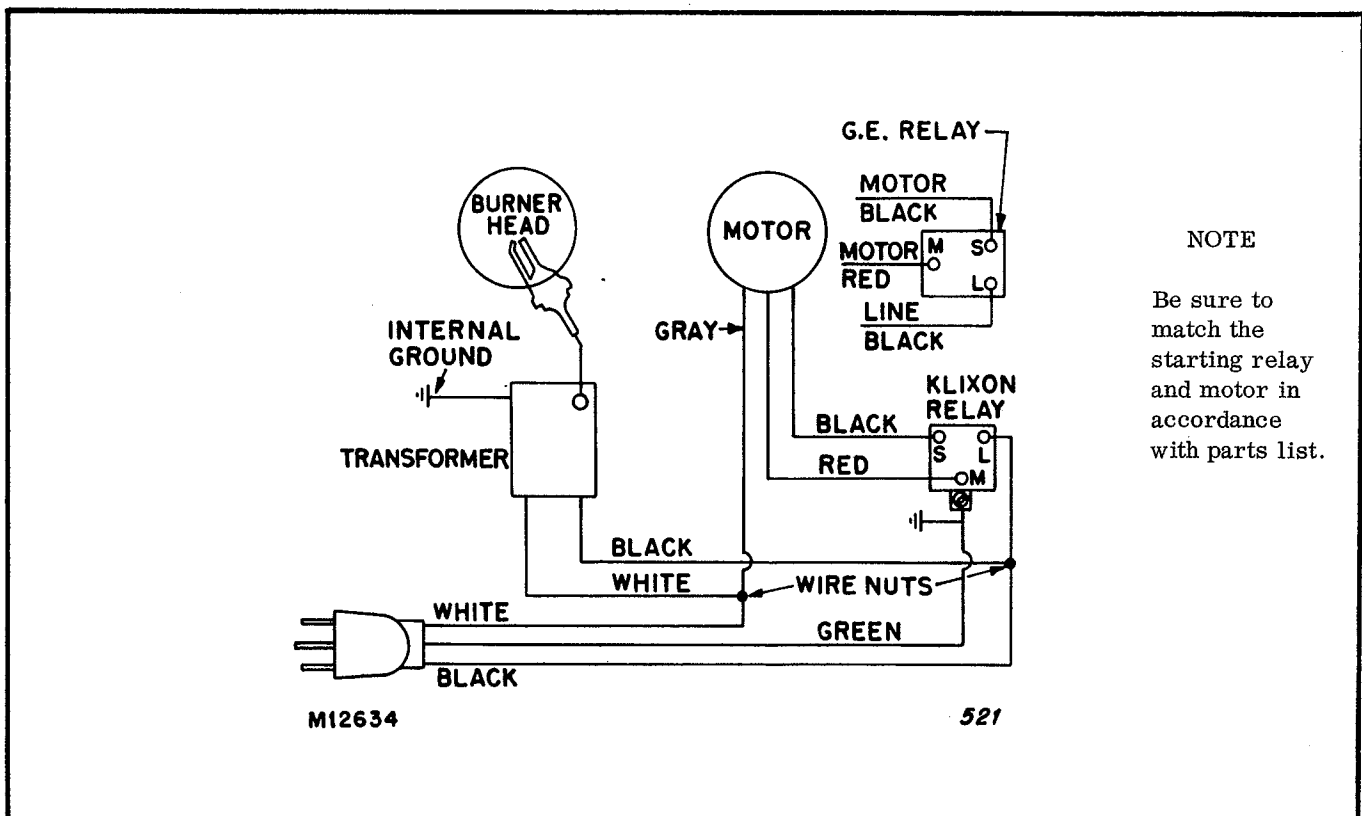 G.E. RELAY
BURNER
HEAD
MOTOR
MOTOR
BLACK
MOTOR
RED
M
S
L
LINE
BLACK
INTERNAL
GROUND
GRAY
KLIXON
RELAY
TRANSFORMER
BLACK
S
L
RED
M
BLACK
WHITE
WIRE NUTS
WHITE
GREEN
BLACK
M12634
521
NOTE
Be sure to
match the
starting relay
and motor in
accordance
with parts list.